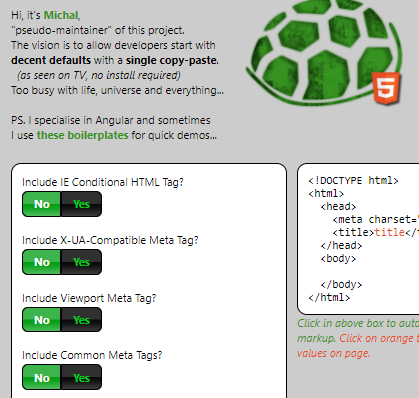 Hi, it's Michal,
"pseudo-maintainer" of this project.
The vision is to allow developers start with
decent defaults with a single copy-paste.
(as seen on TV, no install required)
Too busy with life, universe and everything...
PS. I specialise in Angular and sometimes
I use these boilerplates for quick demos...
5
Include IE Conditional HTML Tag?
No Yes
Include X-UA-Compatible Meta Tag?
No Yes
Include Viewport Meta Tag?
No Yes
Include Common Meta Tags?
No Yes
<!DOCTYPE html>
<html>
<head>
<meta charset="
<title>title</t
</head>
<body>
</body>
</html>
Click in above box to auto
markup. Click on orange t
values on page.